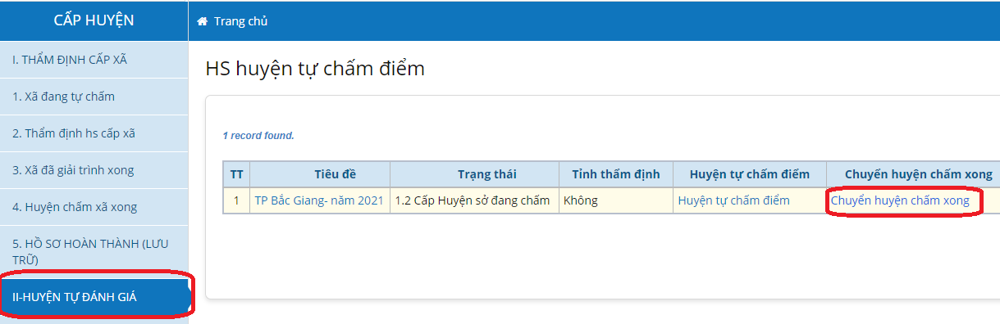 CẤP HUYỆN
Trang chủ
I. THẨM ĐỊNH CẤP XÃ
1. Xã đang tự chấm
2. Thẩm định hs cấp xã
3. Xã đã giải trình xong
4. Huyện chấm xã xong
5. HỒ SƠ HOÀN THÀNH (LƯU
TRỮ)
II-HUYỆN TỰ ĐÁNH GIÁ
HS huyện tự chấm điểm
1 record found.
TT Tiêu đề Trạng thái Tỉnh thẩm định Huyện tự chấm điểm Chuyển huyện chấm xong
1 TP Bắc Giang- năm 2021 1.2 Cấp Huyện sở đang chấm Không Huyện tự chấm điểm Chuyển huyện chấm xong